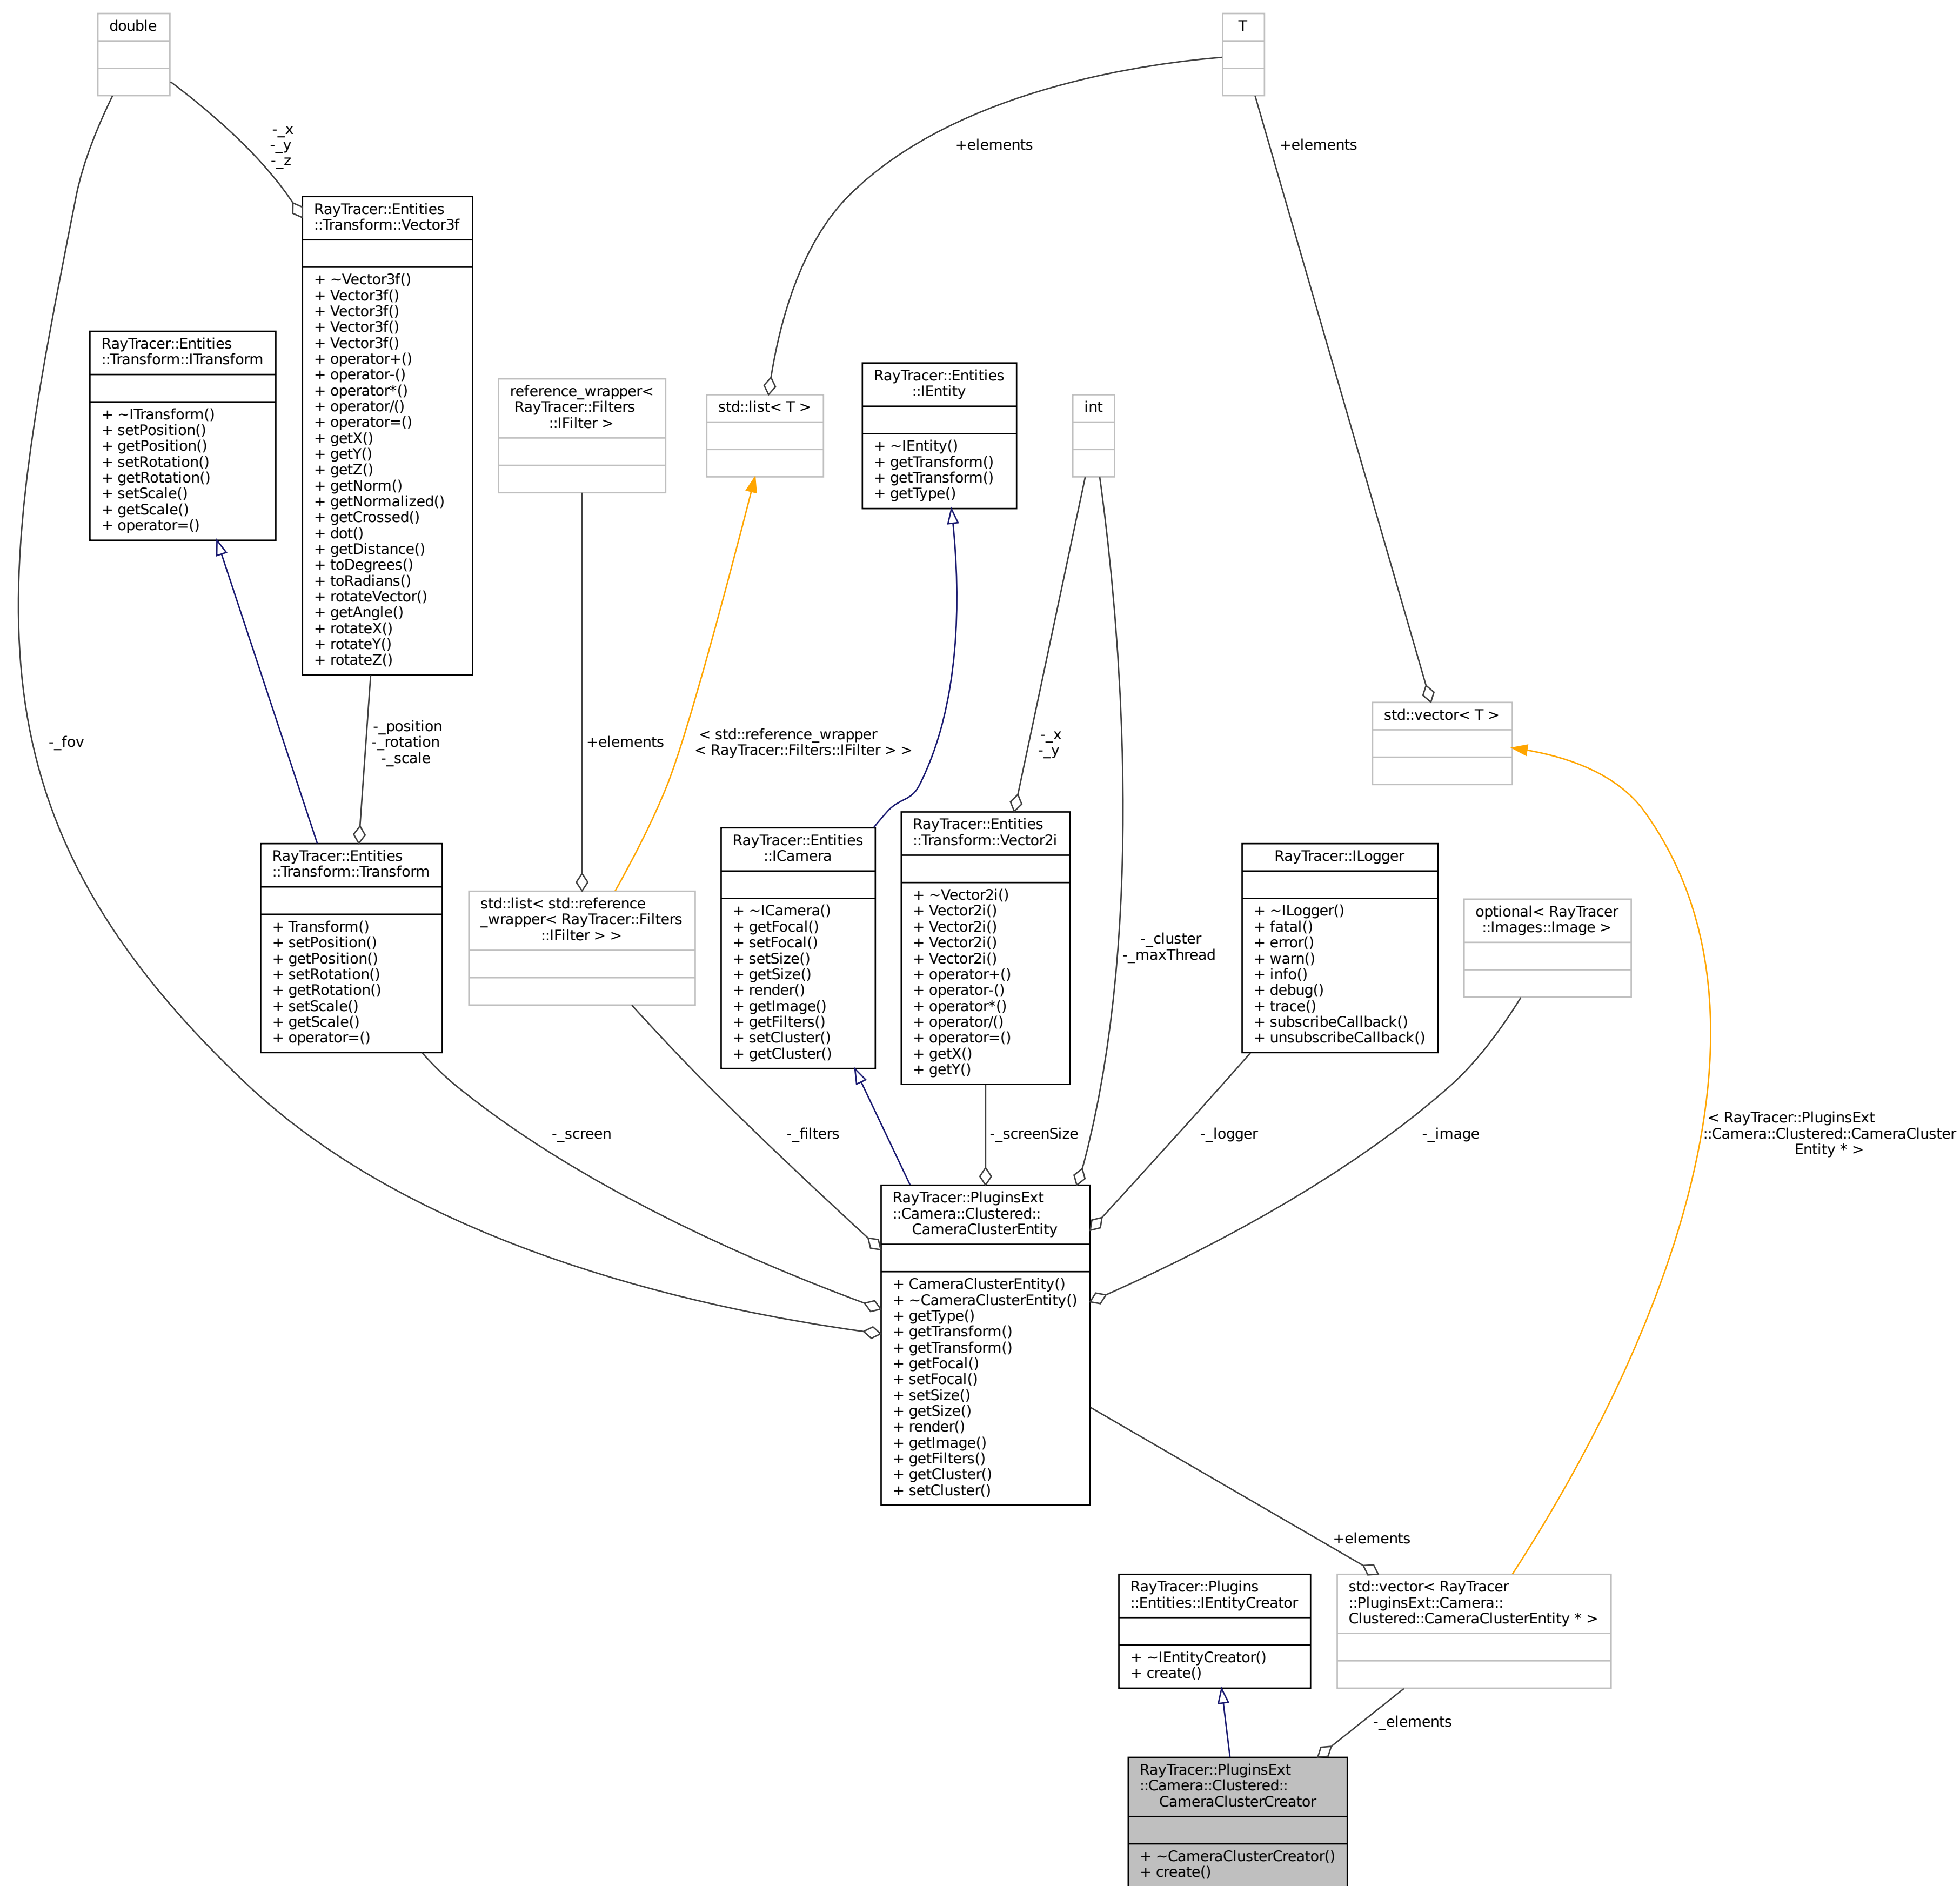 double
T
-_x
-_y
-_z
+elements
+elements
RayTracer::Entities
::Transform::Vector3f
+ ~Vector3f()
+ Vector3f()
+ Vector3f()
+ Vector3f()
+ Vector3f()
+ operator+()
+ operator-()
+ operator*()
+ operator/()
+ operator=()
+ getX()
+ getY()
+ getZ()
+ getNorm()
+ getNormalized()
+ getCrossed()
+ dot()
+ getDistance()
+ toDegrees()
+ toRadians()
+ rotateVector()
+ getAngle()
+ rotateX()
+ rotateY()
+ rotateZ()
RayTracer::Entities
::Transform::ITransform
+ ~ITransform()
+ setPosition()
+ getPosition()
+ setRotation()
+ getRotation()
+ setScale()
+ getScale()
+ operator=()
reference_wrapper<
RayTracer::Filters
::IFilter >
std::list< T >
RayTracer::Entities
::IEntity
+ ~IEntity()
+ getTransform()
+ getTransform()
+ getType()
int
std::vector< T >
-_fov
-_position
-_rotation
-_scale
+elements
< std::reference_wrapper
< RayTracer::Filters::IFilter > >
-_x
-_y
RayTracer::Entities
::Transform::Transform
+ Transform()
+ setPosition()
+ getPosition()
+ setRotation()
+ getRotation()
+ setScale()
+ getScale()
+ operator=()
std::list< std::reference
_wrapper< RayTracer::Filters
::IFilter > >
RayTracer::Entities
::ICamera
+ ~ICamera()
+ getFocal()
+ setFocal()
+ setSize()
+ getSize()
+ render()
+ getImage()
+ getFilters()
+ setCluster()
+ getCluster()
RayTracer::Entities
::Transform::Vector2i
+ ~Vector2i()
+ Vector2i()
+ Vector2i()
+ Vector2i()
+ Vector2i()
+ operator+()
+ operator-()
+ operator*()
+ operator/()
+ operator=()
+ getX()
+ getY()
-_cluster
-_maxThread
RayTracer::ILogger
+ ~ILogger()
+ fatal()
+ error()
+ warn()
+ info()
+ debug()
+ trace()
+ subscribeCallback()
+ unsubscribeCallback()
optional< RayTracer
::Images::Image >
-_screen
-_filters
-_screenSize
-_logger
-_image
< RayTracer::PluginsExt
::Camera::Clustered::CameraCluster
Entity * >
RayTracer::PluginsExt
::Camera::Clustered::
CameraClusterEntity
+ CameraClusterEntity()
+ ~CameraClusterEntity()
+ getType()
+ getTransform()
+ getTransform()
+ getFocal()
+ setFocal()
+ setSize()
+ getSize()
+ render()
+ getImage()
+ getFilters()
+ getCluster()
+ setCluster()
+elements
RayTracer::Plugins
::Entities::IEntityCreator
+ ~IEntityCreator()
+ create()
std::vector< RayTracer
::PluginsExt::Camera::
Clustered::CameraClusterEntity * >
-_elements
RayTracer::PluginsExt
::Camera::Clustered::
CameraClusterCreator
+ ~CameraClusterCreator()
+ create()